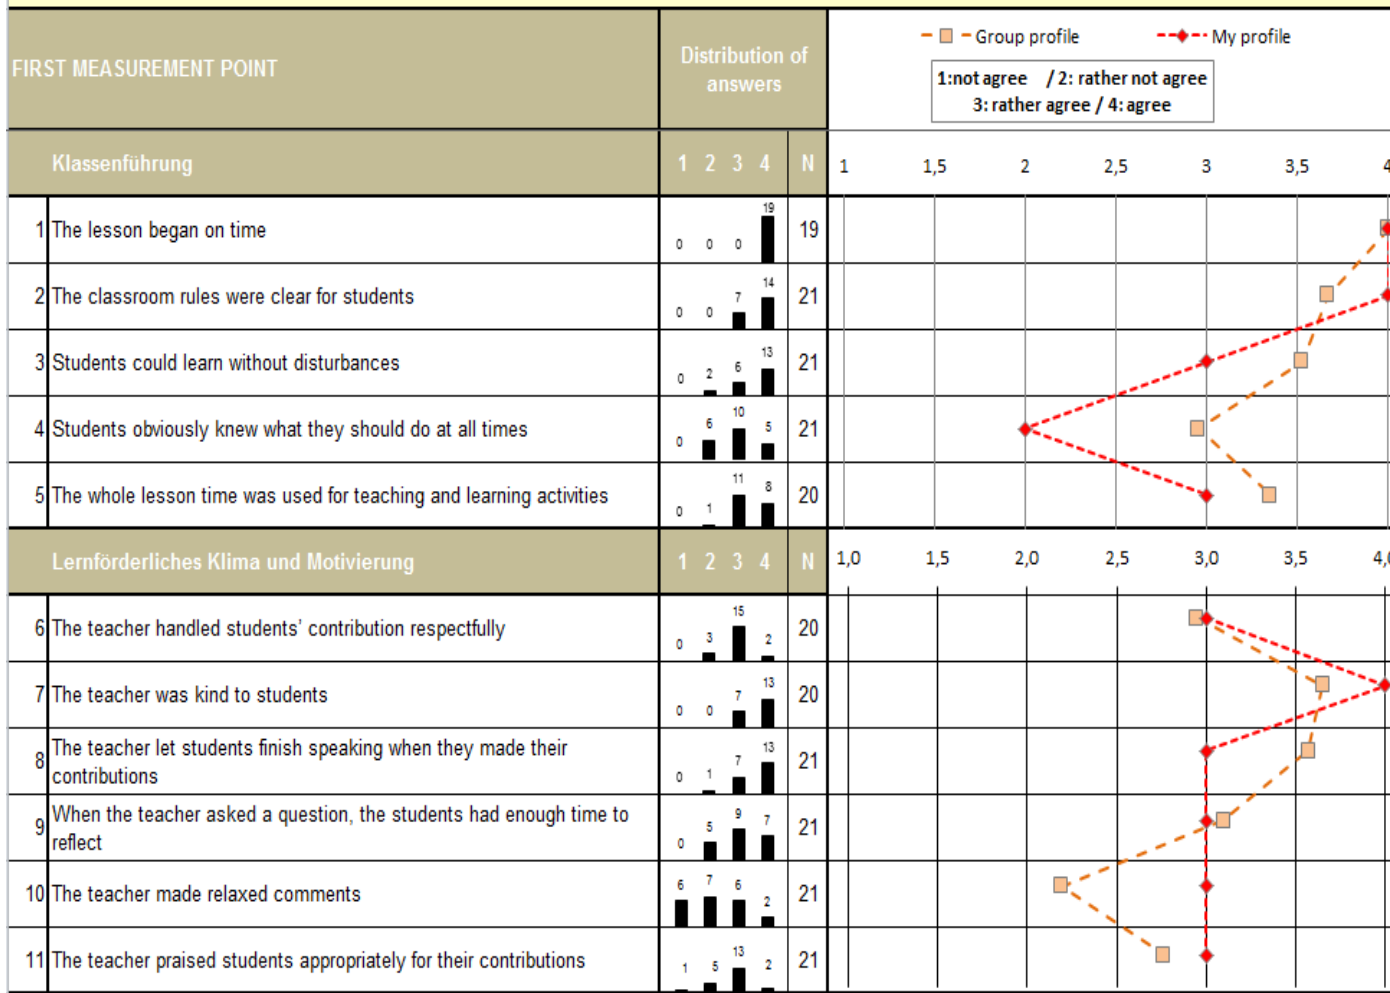 Group profile My profile
FIRST MEASUREMENT POINT
Distribution of
answers
1:not agree / 2: rather not agree
3: rather agree / 4: agree
Klassenführung 1 2 3 4 N 1 1,5 2 2,5 3 3,5 4
19
1 The lesson began on time 0 0 0 19
14
7
2 The classroom rules were clear for students 0 0 21
13
6
3 Students could learn without disturbances 0 2 21
10
6 5
4 Students obviously knew what they should do at all times 0 21
11
8
5 The whole lesson time was used for teaching and learning activities 0 1 20
Lernförderliches Klima und Motivierung 1 2 3 4 N 1,0 1,5 2,0 2,5 3,0 3,5 4,0
15
6 The teacher handled students’ contribution respectfully 0 3 2 20
13
7
7 The teacher was kind to students 0 0 20
13
The teacher let students finish speaking when they made their 7
8 contributions 0 1 21
9
When the teacher asked a question, the students had enough time to 5 7
9 reflect 0 21
6 7 6
10 The teacher made relaxed comments 2 21
13
11 The teacher praised students appropriately for their contributions 1 5 2 21